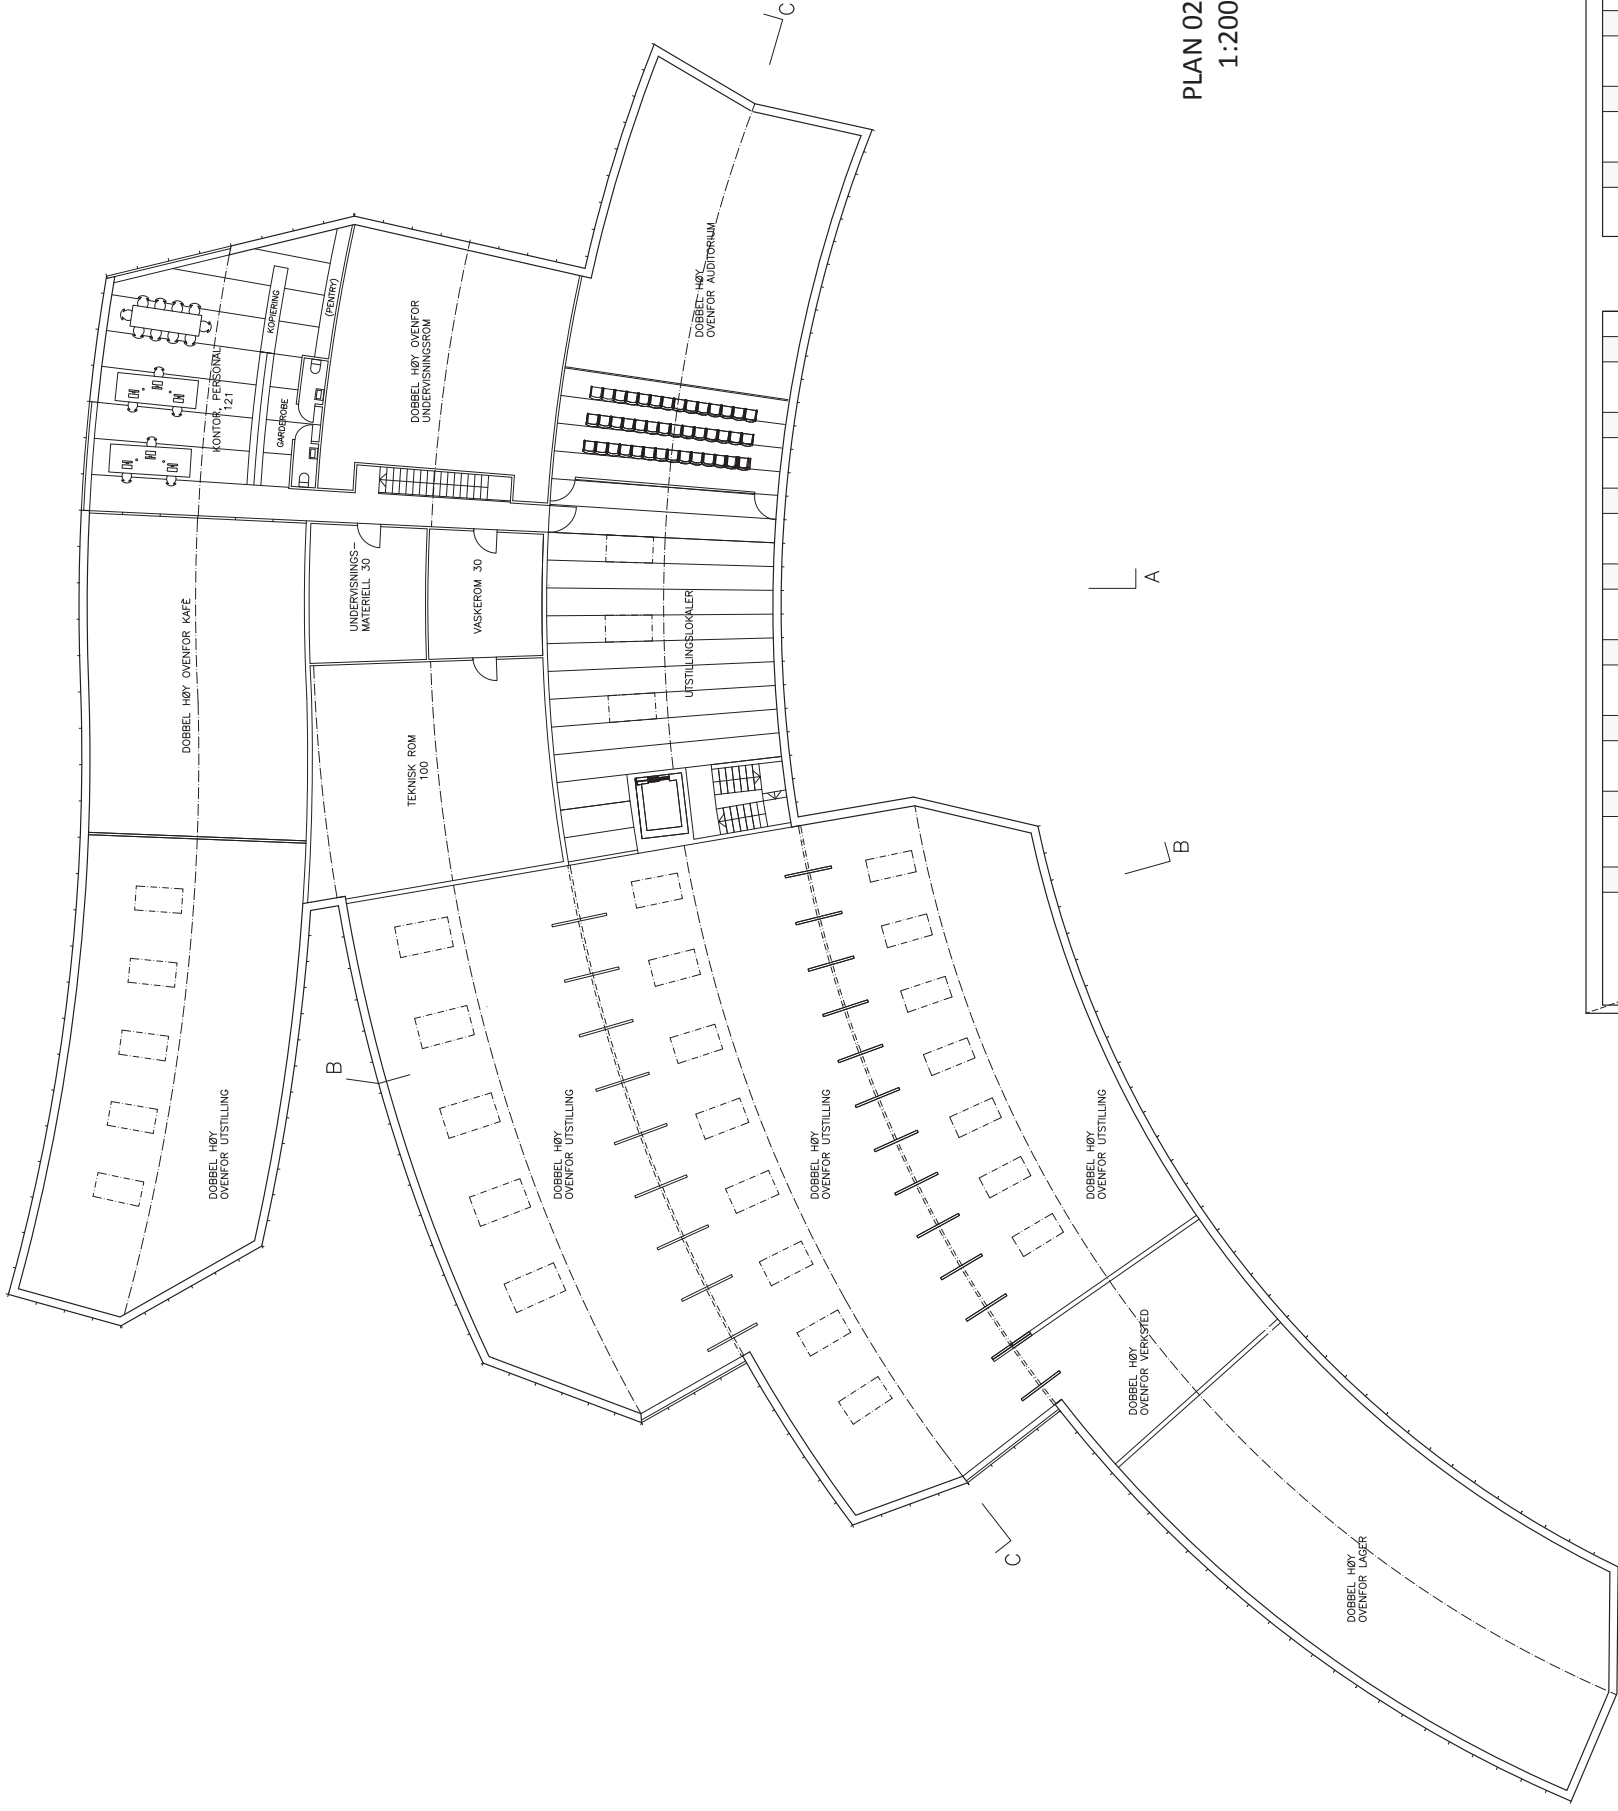 PLAN 02
1:200
C
KONTOR, PERSONAL
121
KOPIERING
(PENTRY)
GARDEROBE
DOBBEL HØY OVENFOR
UNDERVISNINGSROM
DOBBEL HØY
OVENFOR AUDITORIUM
DOBBEL HØY OVENFOR KAFÈ
UNDERVISNINGS-
MATERIELL 30
VASKEROM 30
UTSTILLINGSLOKALER
A
TEKNISK ROM
100
B
B
DOBBEL HØY
OVENFOR UTSTILLING
DOBBEL HØY
OVENFOR UTSTILLING
DOBBEL HØY
OVENFOR UTSTILLING
DOBBEL HØY
OVENFOR UTSTILLING
DOBBEL HØY
OVENFOR VERKSTED
C
DOBBEL HØY
OVENFOR LAGER